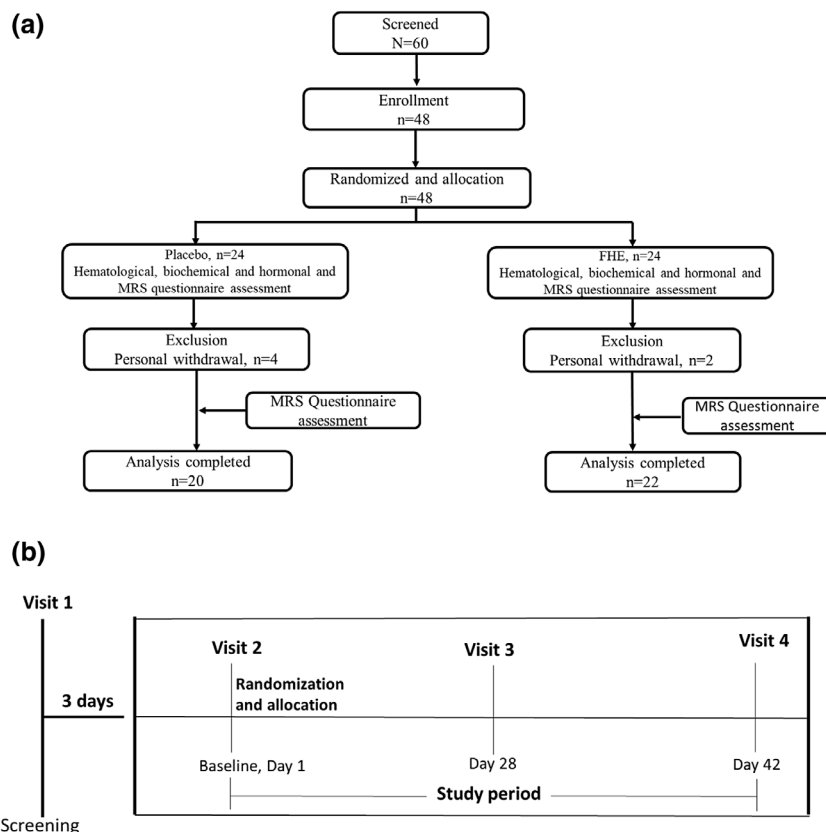 (a)
Screened
N=60
Enrollment
n=48
Randomized and allocation
n=48
Placebo, n=24
Hematological, biochemical and hormonal and
MRS questionnaire assessment
FHE, n=24
Hematological, biochemical and hormonal and
MRS questionnaire assessment
Exclusion
Personal withdrawal, n=4
Exclusion
Personal withdrawal, n=2
MRS Questionnaire
assessment
MRS Questionnaire
assessment
Analysis completed
n=20
Analysis completed
n=22
(b)
Visit 1
Visit 2
Visit 3
Visit 4
3 days
Randomization
and allocation
Baseline, Day 1
Day 28
Day 42
Study period
Screening